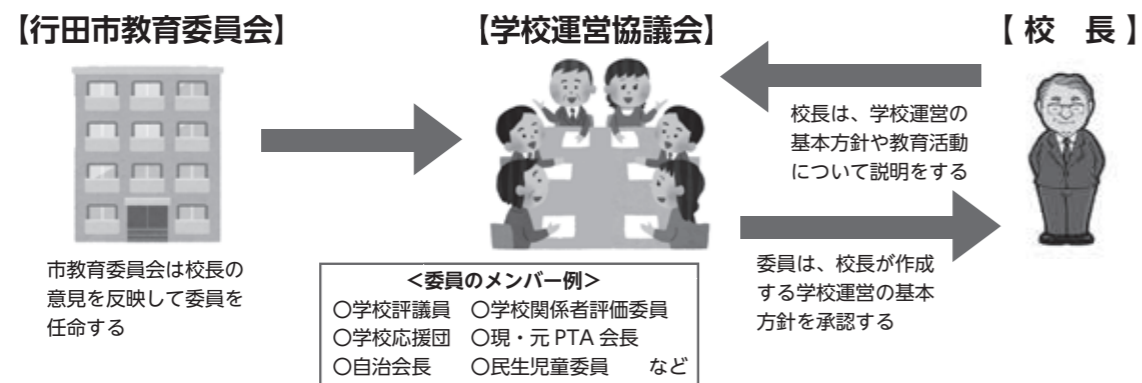 【行田市教育委員会】
【学校運営協議会】
【 校　長 】
市教育委員会は校長の
意見を反映して委員を
任命する
校長は、学校運営の
基本方針や教育活動
について説明をする
委員は、校長が作成
する学校運営の基本
方針を承認する
＜委員のメンバー例＞
○学校評議員　○学校関係者評価委員
○学校応援団　○現・元 PTA 会長
○自治会長　○民生児童委員　など